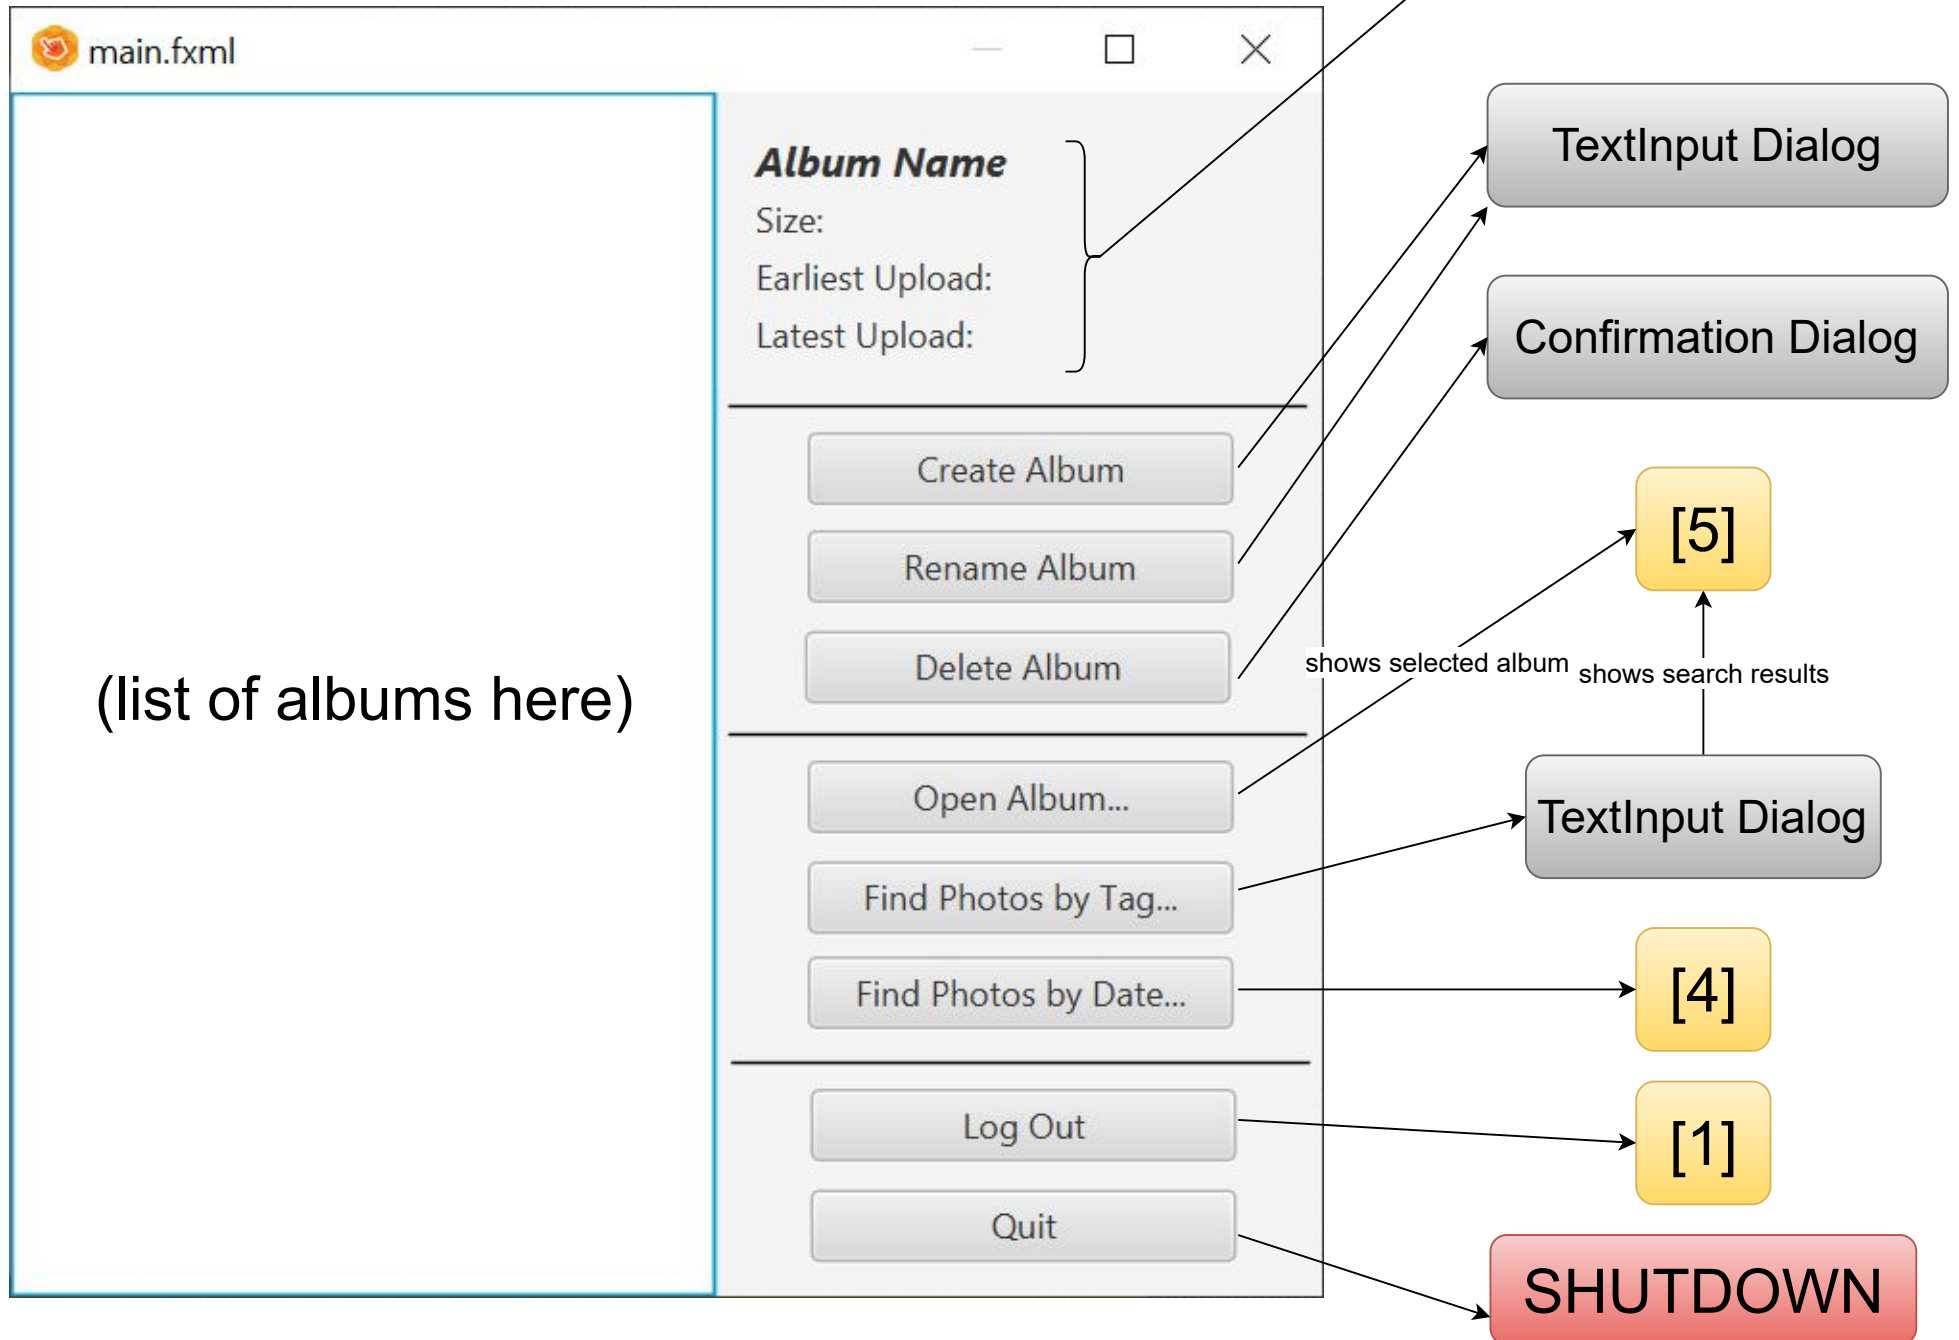 main.fxml
Album Name
Size:
Earliest Upload:
Latest Upload:
Create Album
Rename Album
Delete Album
(list of albums here)
Open Album...
Find Photos by Tag...
Find Photos by Date...
Log Out
Quit
TextInput Dialog
Confirmation Dialog
[5]
shows selected album
shows search results
TextInput Dialog
[4]
[1]
SHUTDOWN